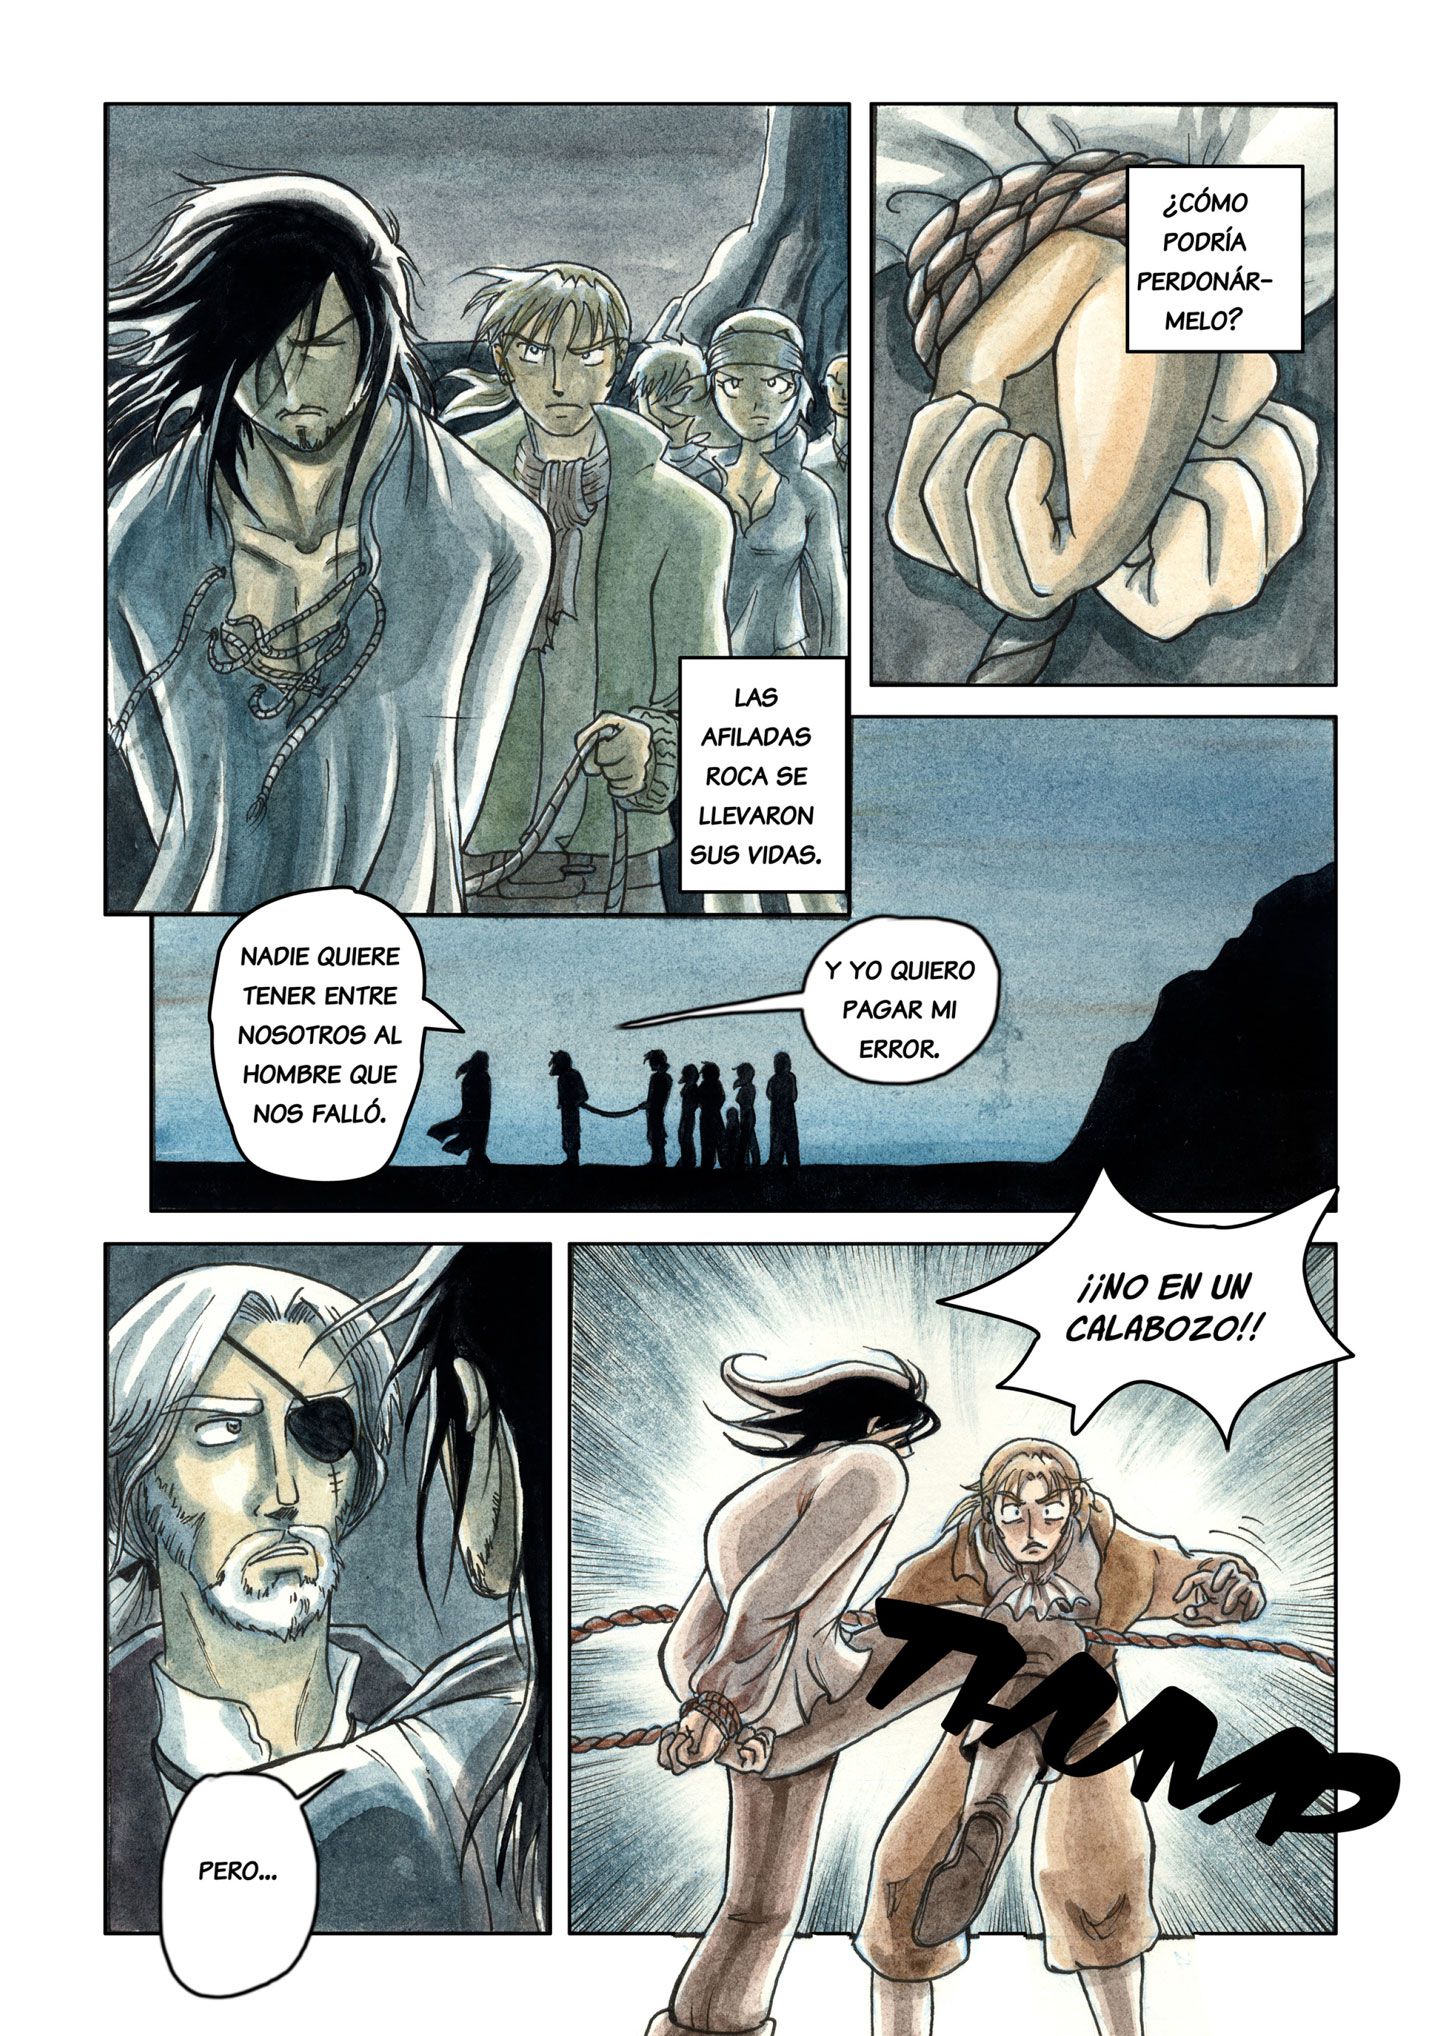 LAS
AFILADAS
ROCA SE
LLEVARON
SUS VIDAS.
¿CÓMO
PODRÍA
PERDONÁR-
MELO?
NADIE QUIERE
TENER ENTRE
NOSOTROS AL
HOMBRE QUE
NOS FALLÓ.
Y YO QUIERO
PAGAR MI
ERROR.
PERO...
¡¡NO EN UN
CALABOZO!!
THUMP